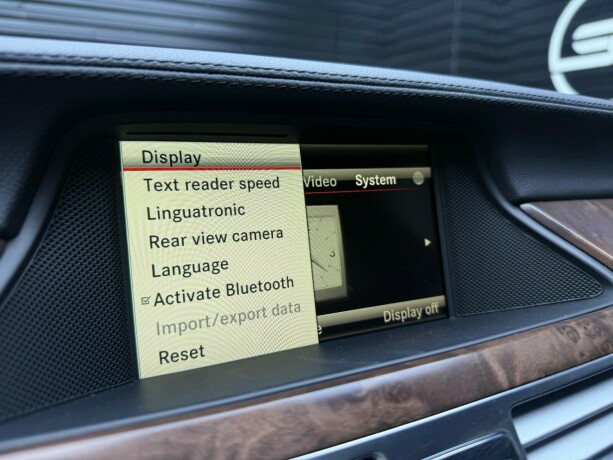 Display
Text reader speed
Linguatronic
Rear view camera
Language
Activate Bluetooth
Import/export data
Reset
Video System
Display off